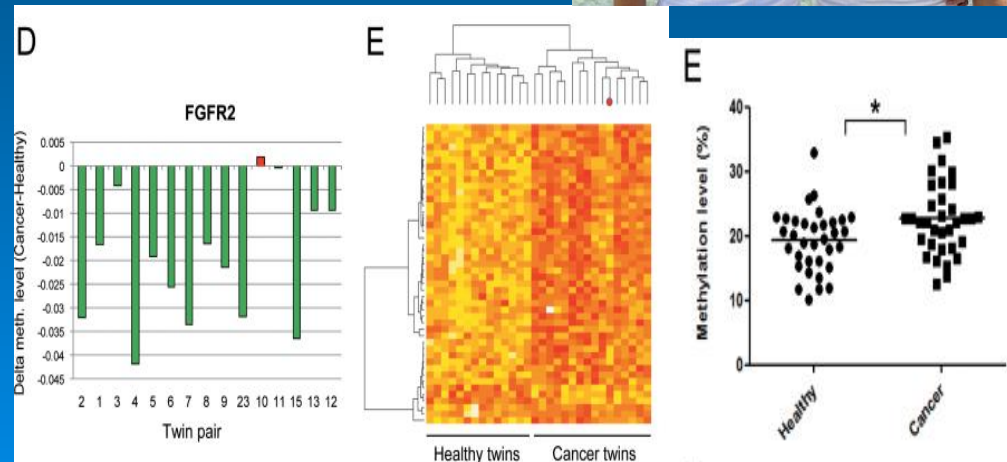 D
FGFR2
Delta meth. level (Cancer-Healthy)
0.005
0
-0.005
-0.01
-0.015
-0.02
-0.025
-0.03
-0.035
-0.04
-0.045
2 1 3 4 5 6 7 8 9 23 10 11 15 13 12
Twin pair
E
Healthy twins Cancer twins
E
Methylation level (%)
40
30
20
10
0
*
Healthy
Cancer